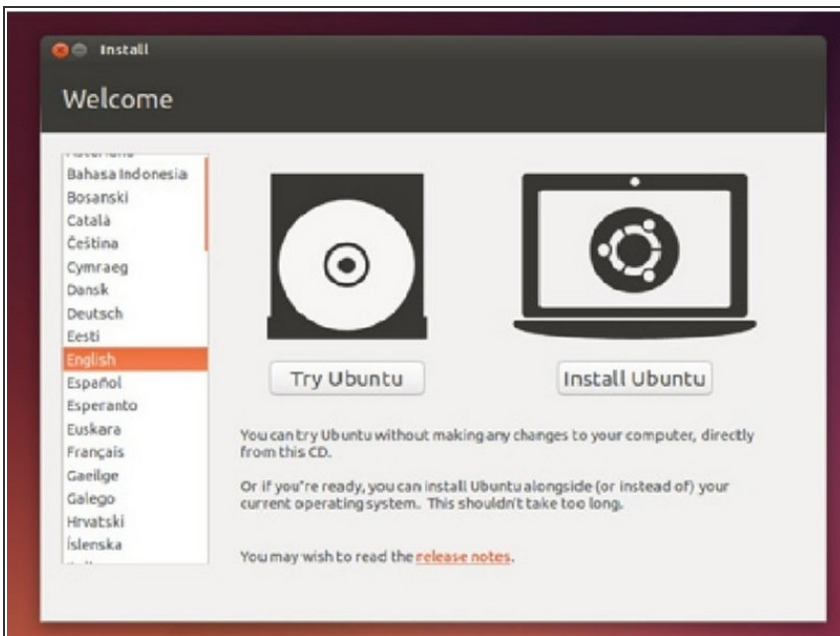 Install
Welcome
Bahasa Indonesia
Bosanski
Català
Čeština
Cymraeg
Dansk
Deutsch
Eesti
English
Español
Esperanto
Euskara
Français
Gaeilge
Galego
Hrvatski
Íslenska
Try Ubuntu
Install Ubuntu
You can try Ubuntu without making any changes to your computer, directly
from this CD.
Or if you're ready, you can install Ubuntu alongside (or instead of) your
current operating system. This shouldn't take too long.
You may wish to read the release notes.